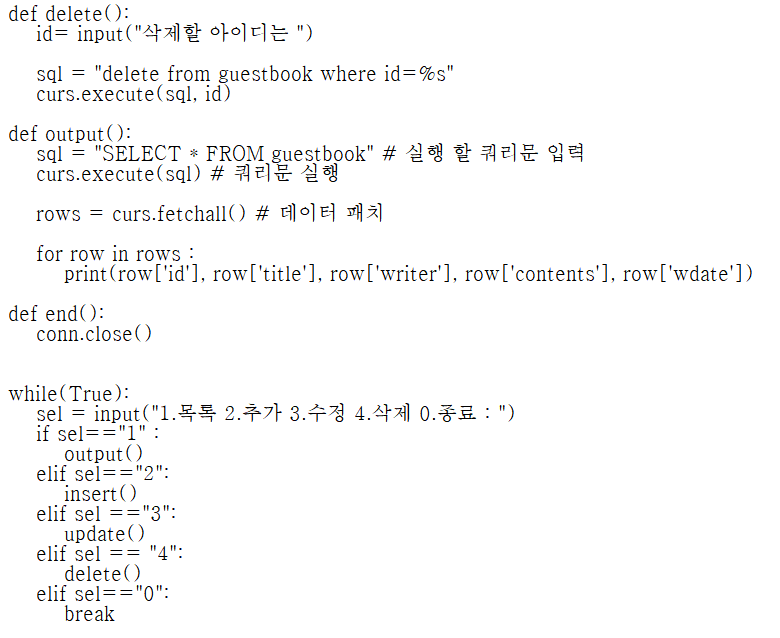 def delete():
    id= input("삭제할 아이디는 ")

    sql = "delete from guestbook where id=%s"
    curs.execute(sql, id)

def output():
    sql = "SELECT * FROM guestbook" # 실행 할 쿼리문 입력
    curs.execute(sql) # 쿼리문 실행

    rows = curs.fetchall() # 데이터 패치

    for row in rows :
        print(row['id'], row['title'], row['writer'], row['contents'], row['wdate'])

def end():
    conn.close()


while(True):
    sel = input("1.목톡 2.추가 3.수정 4.삭제 0.종료 : ")
    if sel=="1" :
        output()
    elif sel=="2":
        insert()
    elif sel =="3":
        update()
    elif sel == "4":
        delete()
    elif sel=="0":
        break